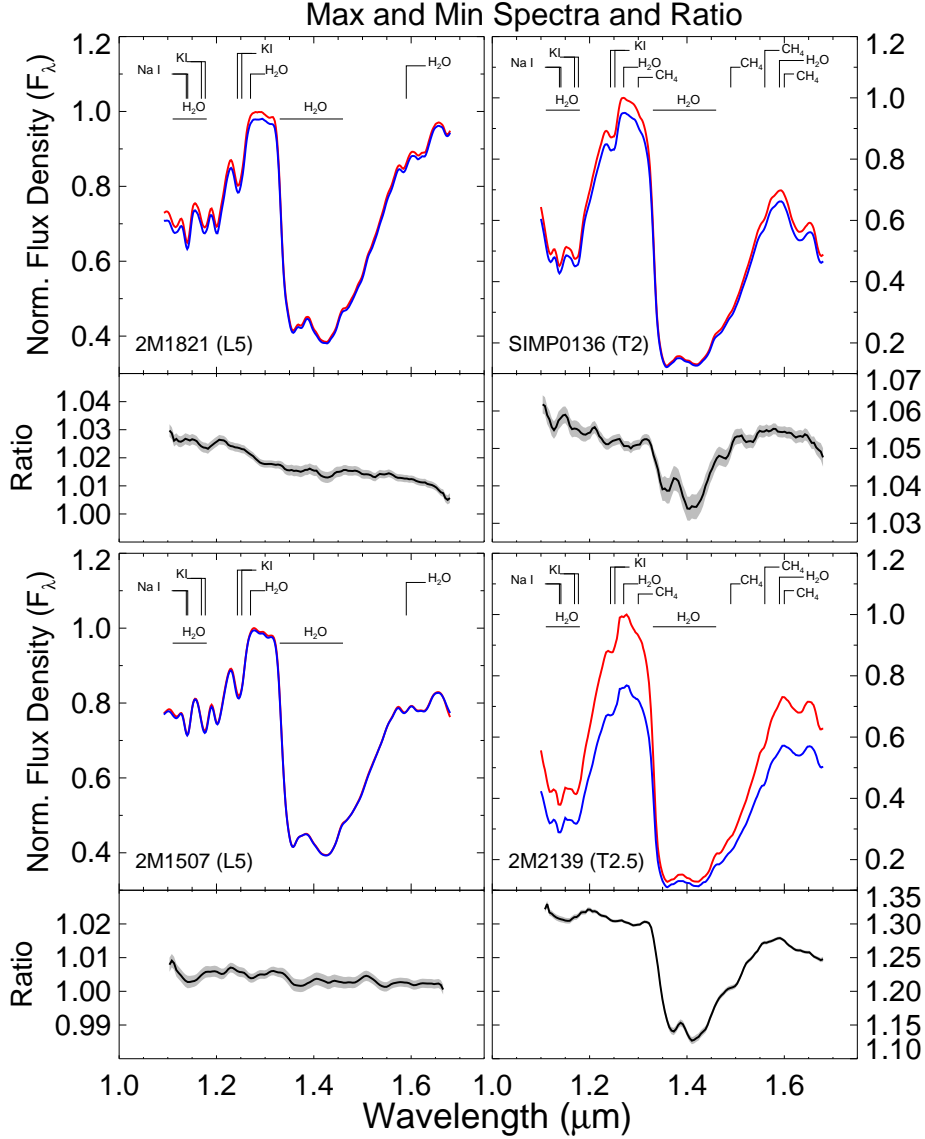 Max and Min Spectra and Ratio
Norm. Flux Density (Fλ)
1.2
1.0
0.8
0.6
0.4
KI
KI
Na I
H₂O
H₂O
H₂O
H₂O
2M1821 (L5)
KI
CH₄
KI
H₂O
CH₄
H₂O
Na I
CH₄
CH₄
H₂O
H₂O
SIMP0136 (T2)
1.2
1.0
0.8
0.6
0.4
0.2
Ratio
1.04
1.03
1.02
1.01
1.00
1.07
1.06
1.05
1.04
1.03
Norm. Flux Density (Fλ)
1.2
1.0
0.8
0.6
0.4
KI
KI
Na I
H₂O
H₂O
H₂O
H₂O
2M1507 (L5)
KI
CH₄
KI
H₂O
H₂O
Na I
CH₄
CH₄
CH₄
H₂O
H₂O
2M2139 (T2.5)
1.2
1.0
0.8
0.6
0.4
0.2
Ratio
1.02
1.01
1.00
0.99
1.35
1.30
1.25
1.20
1.15
1.10
1.0 1.2 1.4 1.6 1.0 1.2 1.4 1.6
Wavelength (μm)